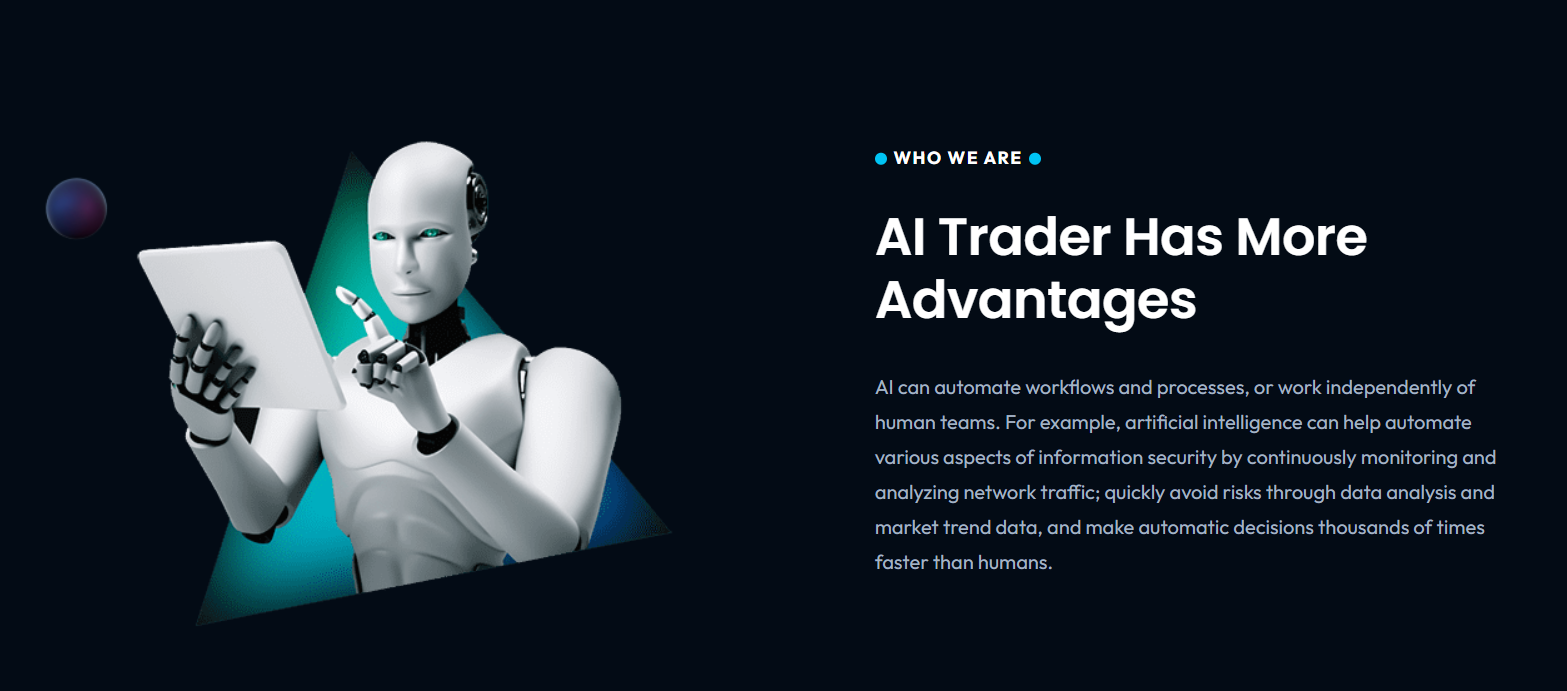 WHO WE ARE
AI Trader Has More
Advantages
AI can automate workflows and processes, or work independently of
human teams. For example, artificial intelligence can help automate
various aspects of information security by continuously monitoring and
analyzing network traffic; quickly avoid risks through data analysis and
market trend data, and make automatic decisions thousands of times
faster than humans.